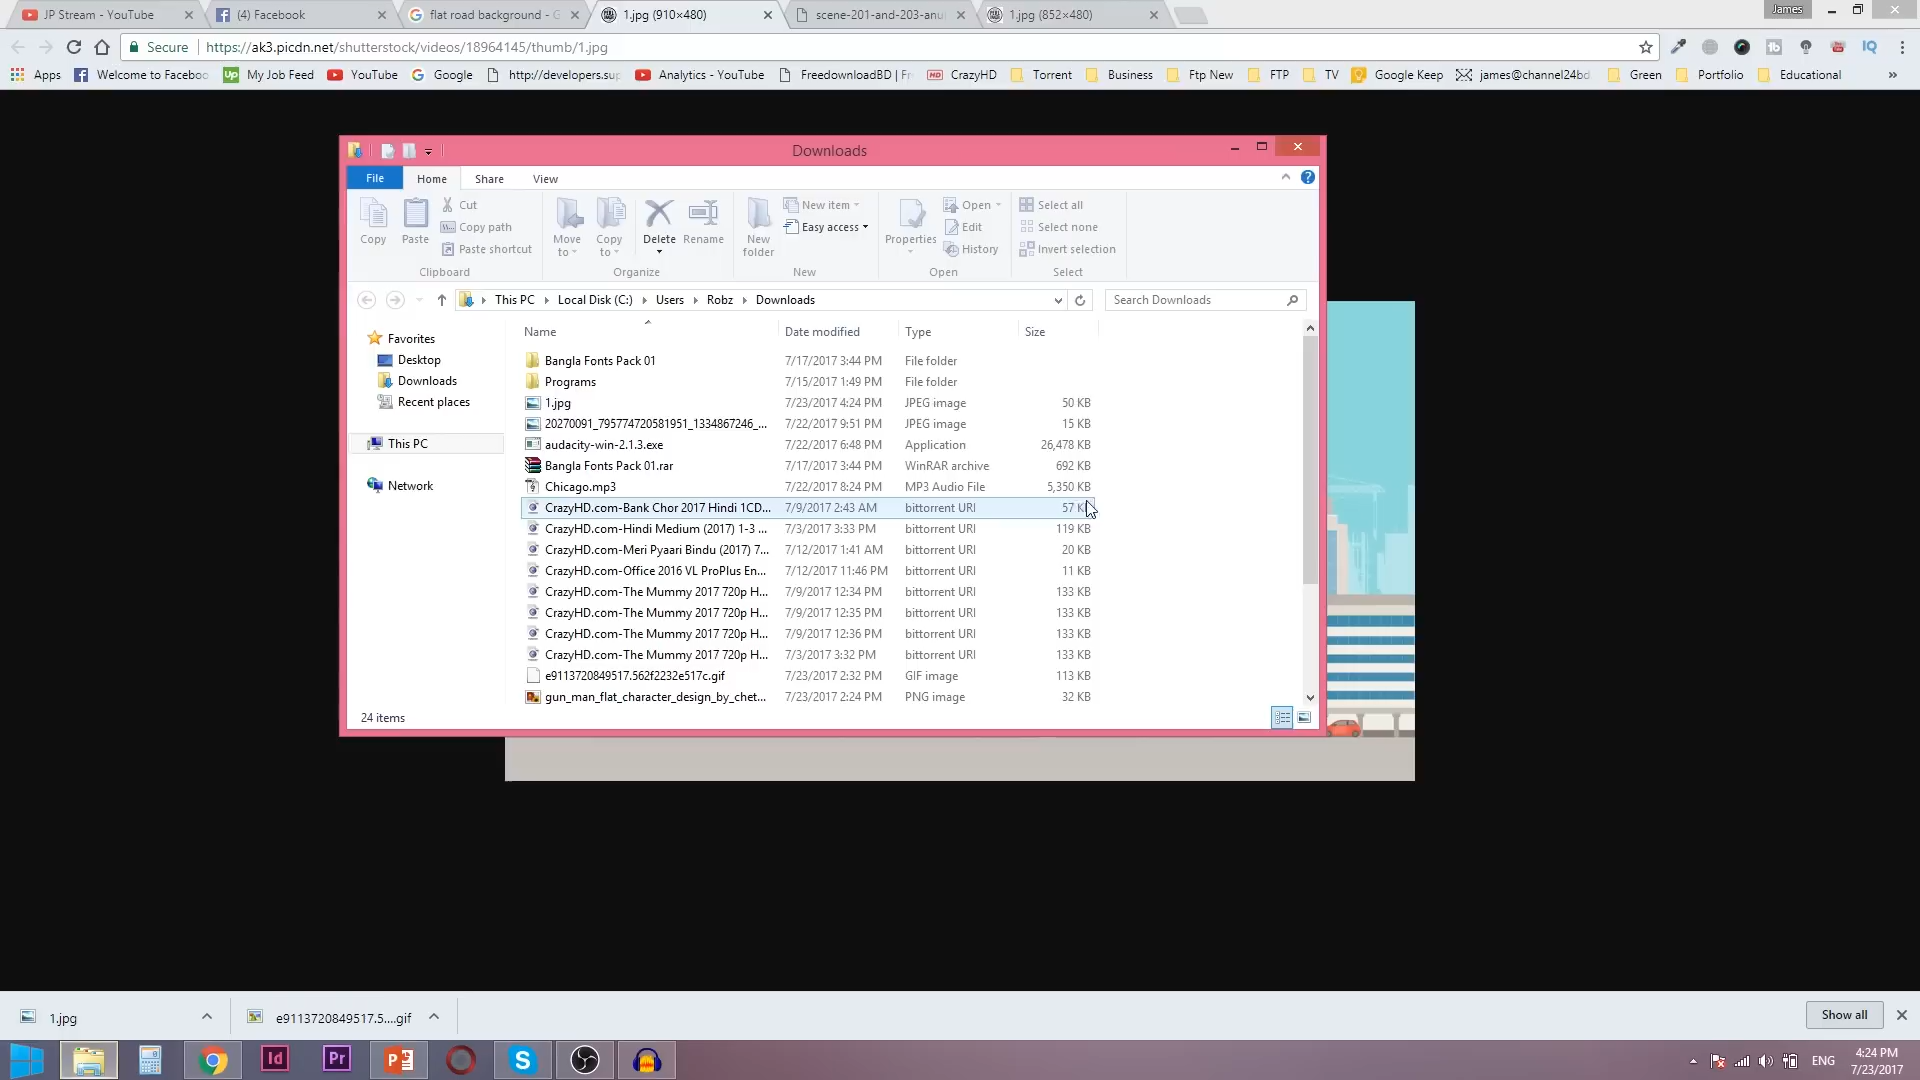 JP Stream - YouTube
(4) Facebook
flat road background - G
1.jpg (910×480)
scene-201-and-203-anu
1.jpg (852×480)
James
Secure https://ak3.picdn.net/shutterstock/videos/18964145/thumb/1.jpg
Apps Welcome to Faceboo My Job Feed YouTube Google http://developers.sup Analytics - YouTube FreedownloadBD | Fr CrazyHD Torrent Business Ftp New FTP TV Google Keep james@channel24bd Green Portfolio Educational »
Downloads
File Home Share View
Copy
Paste
Cut
Copy path
Paste shortcut
Clipboard
Move to
Copy to
Delete
Rename
Organize
New folder
New item
Easy access
New
Properties
Open
Edit
History
Open
Select all
Select none
Invert selection
Select
This PC Local Disk (C:) Users Robz Downloads
Search Downloads
Favorites
Desktop
Downloads
Recent places
This PC
Network
Name Date modified Type Size
Bangla Fonts Pack 01 7/17/2017 3:44 PM File folder
Programs 7/15/2017 1:49 PM File folder
1.jpg 7/23/2017 4:24 PM JPEG image 50 KB
20270091_795774720581951_1334867246_... 7/22/2017 9:51 PM JPEG image 15 KB
audacity-win-2.1.3.exe 7/22/2017 6:48 PM Application 26,478 KB
Bangla Fonts Pack 01.rar 7/17/2017 3:44 PM WinRAR archive 692 KB
Chicago.mp3 7/22/2017 8:24 PM MP3 Audio File 5,350 KB
CrazyHD.com-Bank Chor 2017 Hindi 1CD... 7/9/2017 2:43 AM bittorrent URI 57 KB
CrazyHD.com-Hindi Medium (2017) 1-3 ... 7/3/2017 3:33 PM bittorrent URI 119 KB
CrazyHD.com-Meri Pyaari Bindu (2017) 7... 7/12/2017 1:41 AM bittorrent URI 20 KB
CrazyHD.com-Office 2016 VL ProPlus En... 7/12/2017 11:46 PM bittorrent URI 11 KB
CrazyHD.com-The Mummy 2017 720p H... 7/9/2017 12:34 PM bittorrent URI 133 KB
CrazyHD.com-The Mummy 2017 720p H... 7/9/2017 12:35 PM bittorrent URI 133 KB
CrazyHD.com-The Mummy 2017 720p H... 7/9/2017 12:36 PM bittorrent URI 133 KB
CrazyHD.com-The Mummy 2017 720p H... 7/3/2017 3:32 PM bittorrent URI 133 KB
e9113720849517.562f2232e517c.gif 7/23/2017 2:32 PM GIF image 113 KB
gun_man_flat_character_design_by_chet... 7/23/2017 2:24 PM PNG image 32 KB
24 items
1.jpg
e9113720849517.5....gif
Show all
Id
Pr
ENG
4:24 PM
7/23/2017